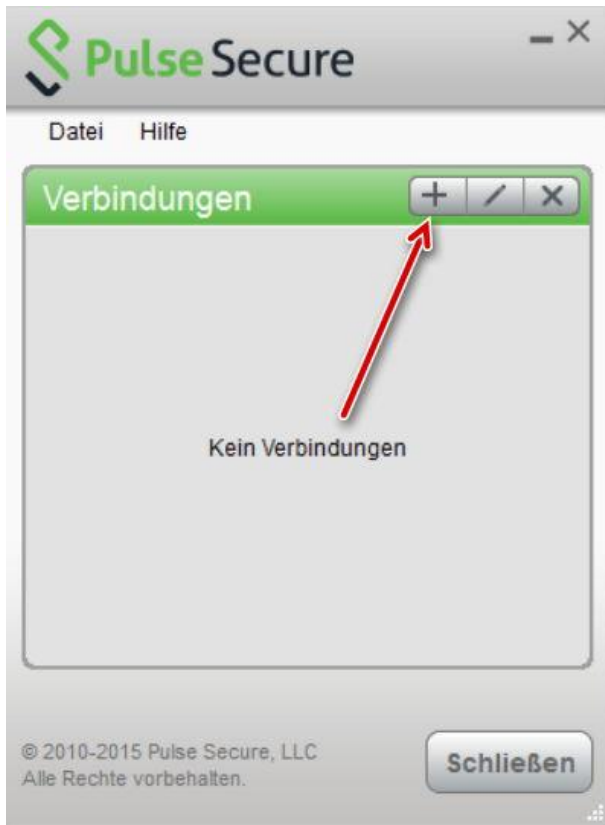 Pulse Secure
Datei Hilfe
Verbindungen
Kein Verbindungen
© 2010-2015 Pulse Secure, LLC
Alle Rechte vorbehalten.
Schließen